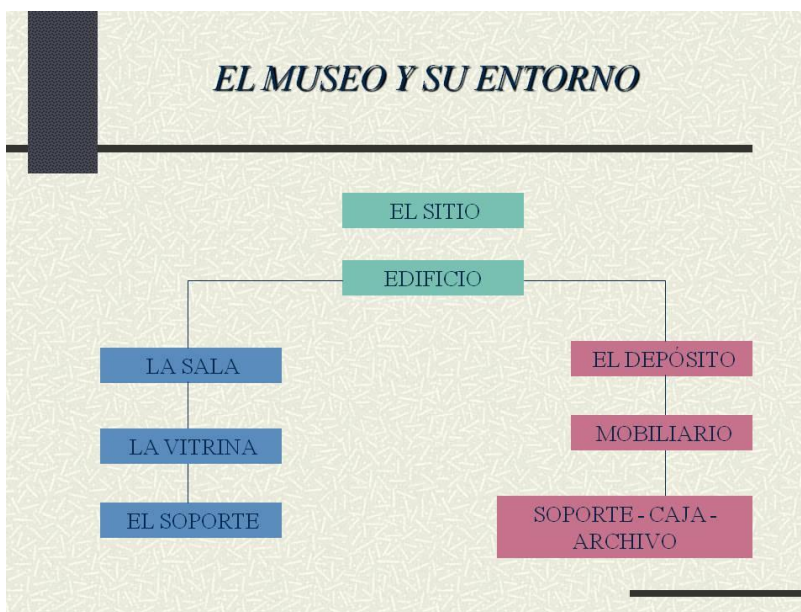 EL MUSEO Y SU ENTORNO
EL SITIO
EDIFICIO
LA SALA
LA VITRINA
EL SOPORTE
EL DEPÓSITO
MOBILIARIO
SOPORTE - CAJA -
ARCHIVO